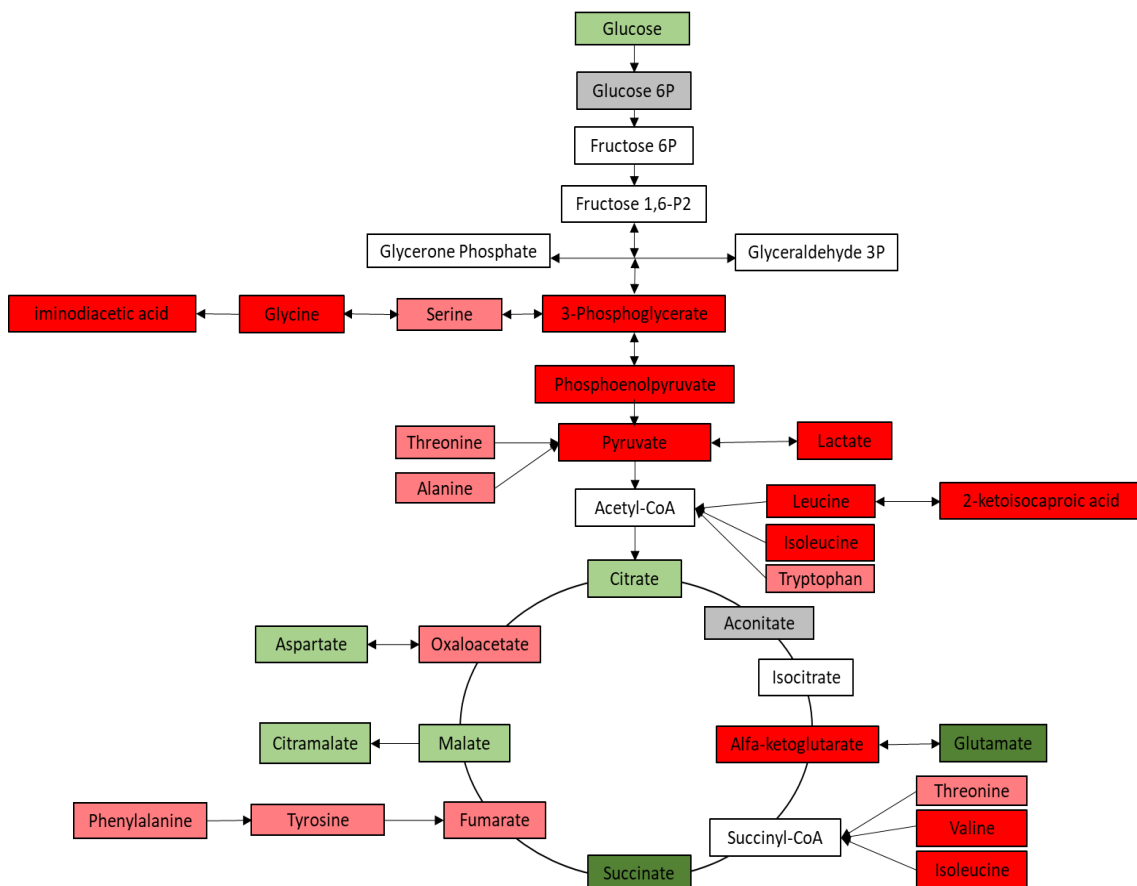 Glucose
Glucose 6P
Fructose 6P
Fructose 1,6-P2
Glycerone Phosphate
Glyceraldehyde 3P
iminodiacetic acid
Glycine
Serine
3-Phosphoglycerate
Phosphoenolpyruvate
Threonine
Pyruvate
Lactate
Alanine
Acetyl-CoA
Leucine
2-ketoisocaproic acid
Isoleucine
Tryptophan
Citrate
Aconitate
Aspartate
Oxaloacetate
Isocitrate
Citramalate
Malate
Alfa-ketoglutarate
Glutamate
Threonine
Phenylalanine
Tyrosine
Fumarate
Succinyl-CoA
Valine
Succinate
Isoleucine